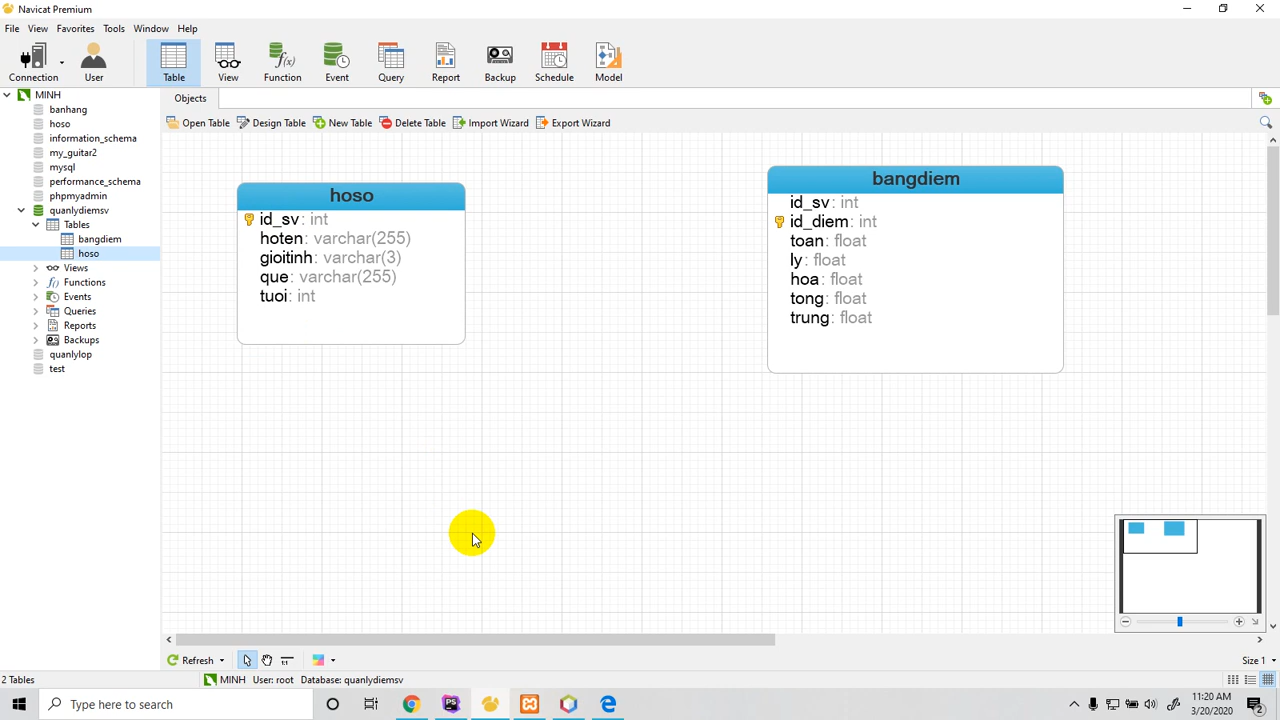 Navicat Premium
File View Favorites Tools Window Help
Connection User Table View Function Event Query Report Backup Schedule Model
MINH
banhang
hoso
information_schema
my_guitar2
mysql
performance_schema
phpmyadmin
quanlydiemsv
Tables
bangdiem
hoso
Views
Functions
Events
Queries
Reports
Backups
quanlylop
test
Objects
Open Table Design Table New Table Delete Table Import Wizard Export Wizard
hoso
id_sv: int
hoten: varchar(255)
gioitinh: varchar(3)
que: varchar(255)
tuoi: int
bangdiem
id_sv: int
id_diem: int
toan: float
ly: float
hoa: float
tong: float
trung: float
Refresh
Size 1
2 Tables
MINH User: root Database: quanlydiemsv
Type here to search
11:20 AM
3/20/2020